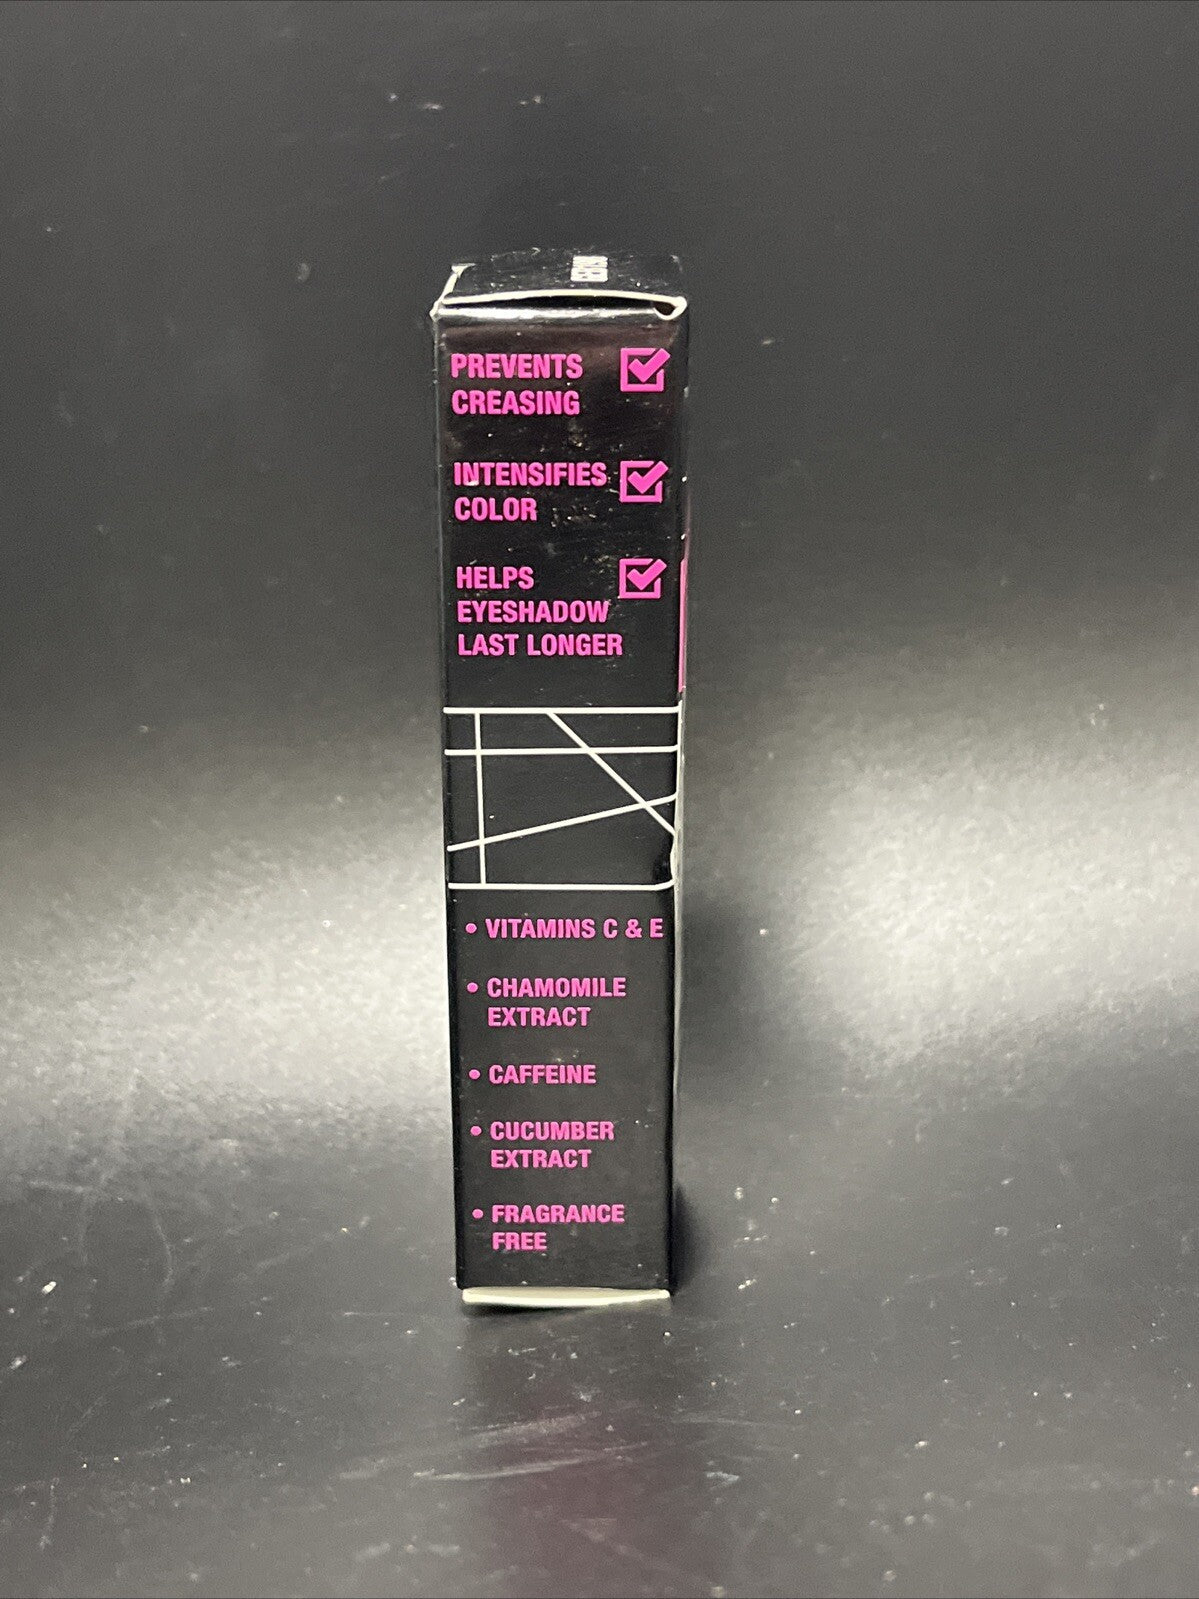 PREVENTS
CREASING
INTENSIFIES
COLOR
HELPS
EYESHADOW
LAST LONGER
• VITAMINS C & E
• CHAMOMILE
EXTRACT
• CAFFEINE
• CUCUMBER
EXTRACT
• FRAGRANCE
FREE